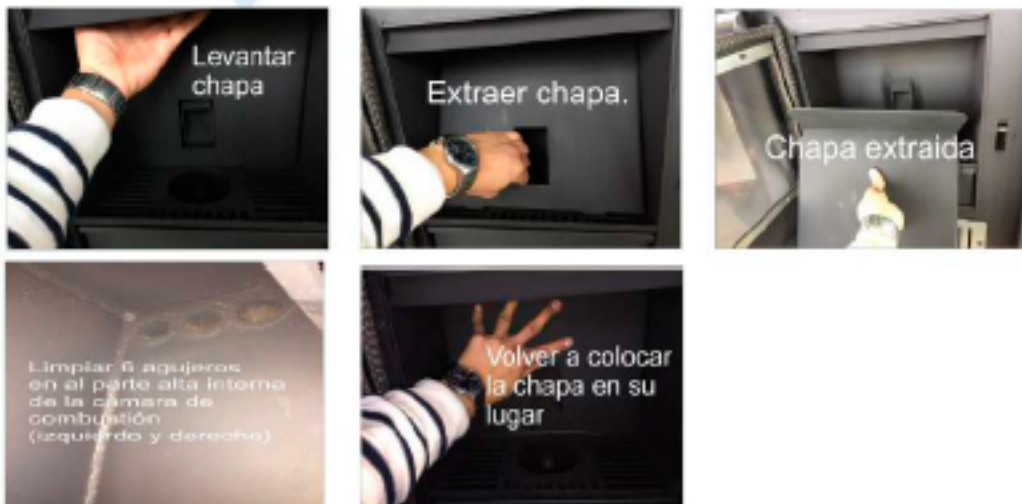 Levantar
chapa
Extraer chapa.
Chapa extraida
Limpiar 6 agujeros
en al parte alta interna
de la cámara de
combustión
(izquierdo y derecho)
Volver a colocar
la chapa en su
lugar